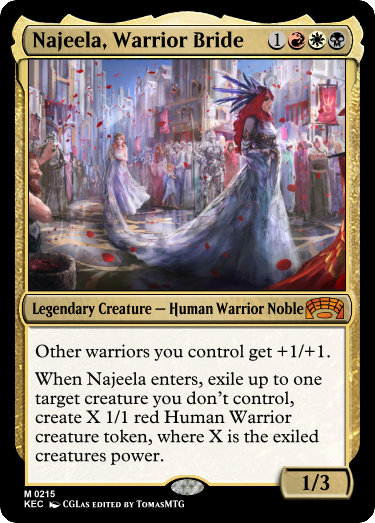 Najeela, Warrior Bride 1
Legendary Creature — Human Warrior Noble
Other warriors you control get +1/+1.
When Najeela enters, exile up to one
target creature you don't control,
create X 1/1 red Human Warrior
creature token, where X is the exiled
creatures power.
1/3
M 0215
KEC CGLas edited by TomasMTG